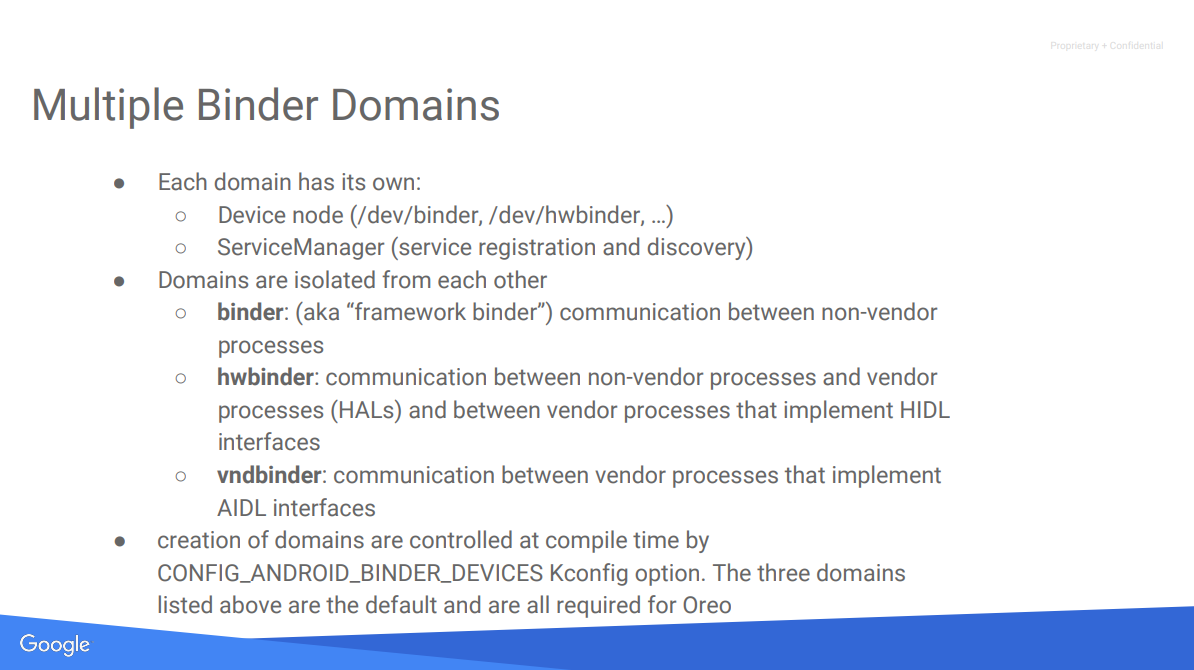 Proprietary + Confidential
Multiple Binder Domains
● Each domain has its own:
○ Device node (/dev/binder, /dev/hwbinder, …)
○ ServiceManager (service registration and discovery)
● Domains are isolated from each other
○ binder: (aka “framework binder”) communication between non-vendor
processes
○ hwbinder: communication between non-vendor processes and vendor
processes (HALs) and between vendor processes that implement HIDL
interfaces
○ vndbinder: communication between vendor processes that implement
AIDL interfaces
● creation of domains are controlled at compile time by
CONFIG_ANDROID_BINDER_DEVICES Kconfig option. The three domains
listed above are the default and are all required for Oreo
Google